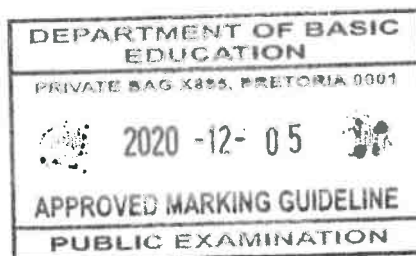 DEPARTMENT OF BASIC
EDUCATION
PRIVATE BAG X895, PRETORIA 0001
2020 -12- 05
APPROVED MARKING GUIDELINE
PUBLIC EXAMINATION